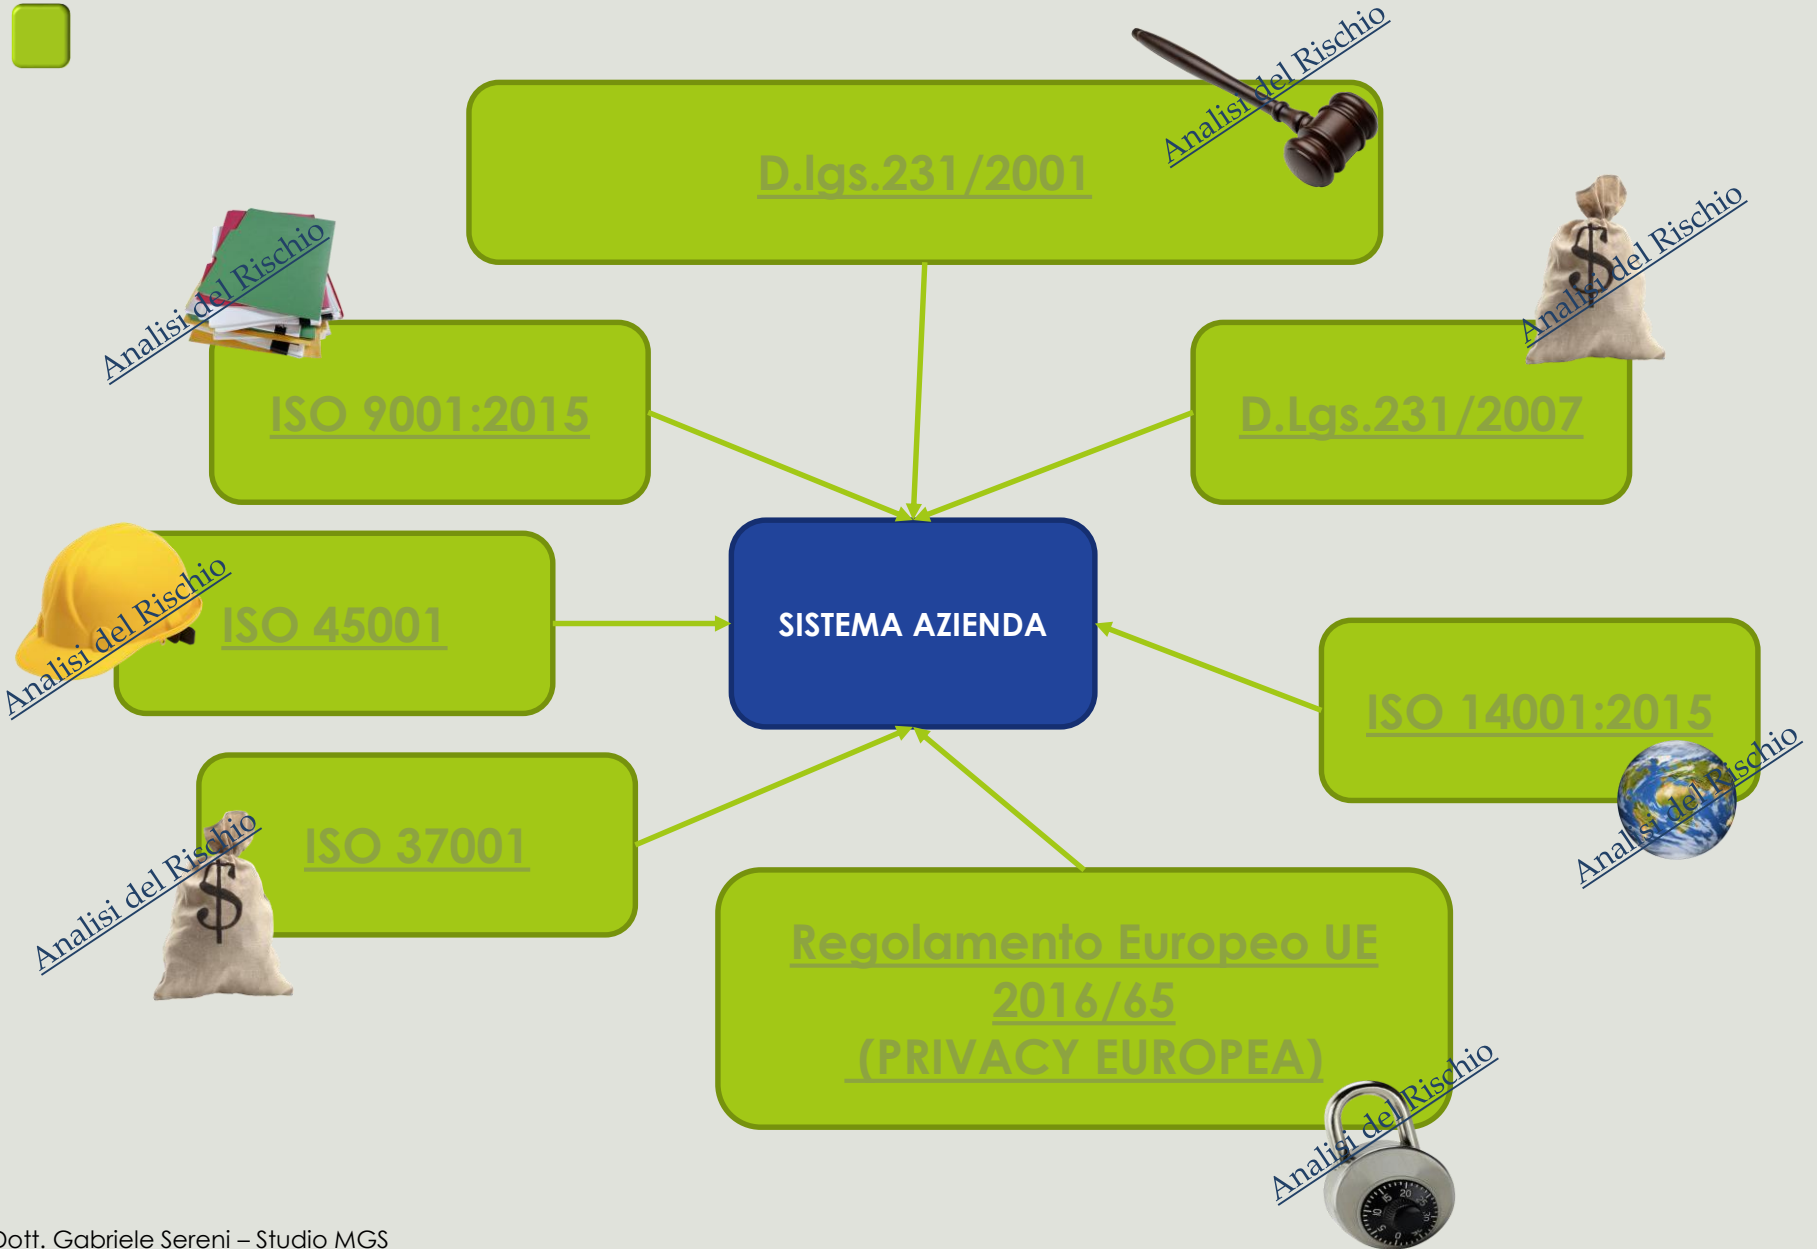 Analisi del Rischio
D.lgs.231/2001
Analisi del Rischio
Analisi del Rischio
ISO 9001:2015
D.Lgs.231/2007
Analisi del Rischio
ISO 45001
SISTEMA AZIENDA
ISO 14001:2015
Analisi del Rischio
ISO 37001
Analisi del Rischio
Regolamento Europeo UE
2016/65
(PRIVACY EUROPEA)
Analisi del Rischio
Dott. Gabriele Sereni – Studio MGS